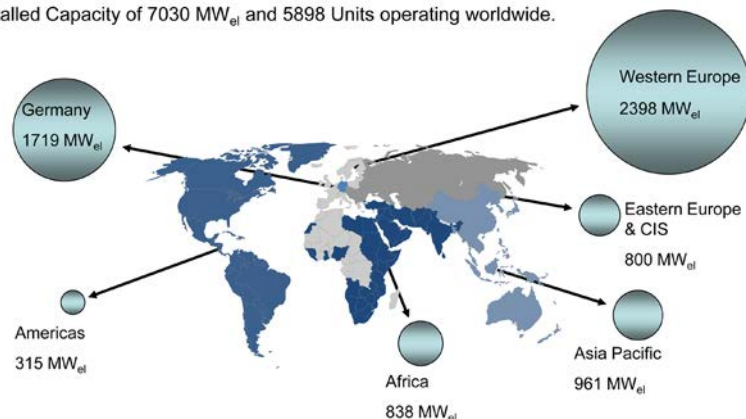 alled Capacity of 7030 MWel and 5898 Units operating worldwide.
Germany
1719 MWel
Western Europe
2398 MWel
Eastern Europe
& CIS
800 MWel
Americas
315 MWel
Africa
838 MWel
Asia Pacific
961 MWel